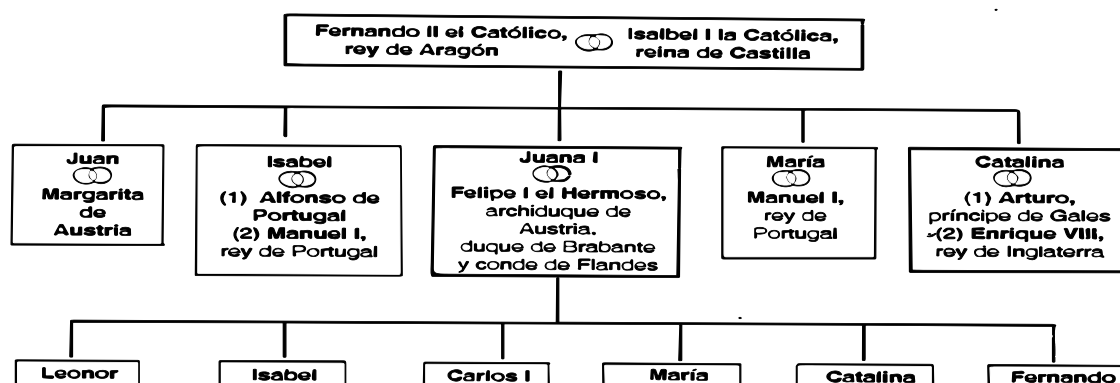 Fernando II el Católico,
rey de Aragón
Isalbel I la Católica,
reina de Castilla
Juan
Margarita
de
Austria
Isabel
(1) Alfonso de
Portugal
(2) Manuel I,
rey de Portugal
Juana I
Felipe I el Hermoso,
archiduque de
Austria.
duque de Brabante
y conde de Flandes
María
Manuel I,
rey de
Portugal
Catalina
(1) Arturo,
príncipe de Gales
(2) Enrique VIII,
rey de Inglaterra
Leonor
Isabel
Carlos I
María
Catalina
Fernando